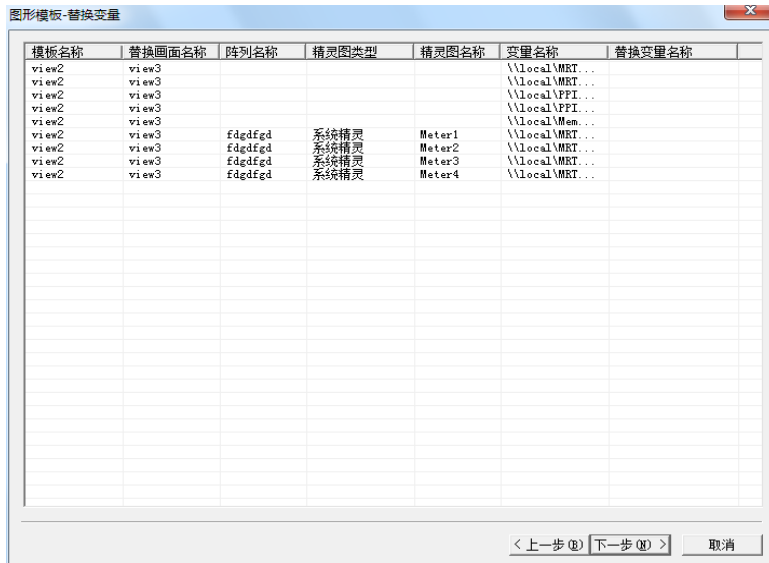 图形模板-替换变量
模板名称 替换画面名称 阵列名称 精灵图类型 精灵图名称 变量名称 替换变量名称
view2 view3 \\local\MRT...
view2 view3 \\local\MRT...
view2 view3 \\local\PPI...
view2 view3 \\local\PPI...
view2 view3 \\local\Mem...
view2 view3 fdgdfgd 系统精灵 Meter1 \\local\MRT...
view2 view3 fdgdfgd 系统精灵 Meter2 \\local\MRT...
view2 view3 fdgdfgd 系统精灵 Meter3 \\local\MRT...
view2 view3 fdgdfgd 系统精灵 Meter4 \\local\MRT...
< 上一步(B) 下一步(N) > 取消